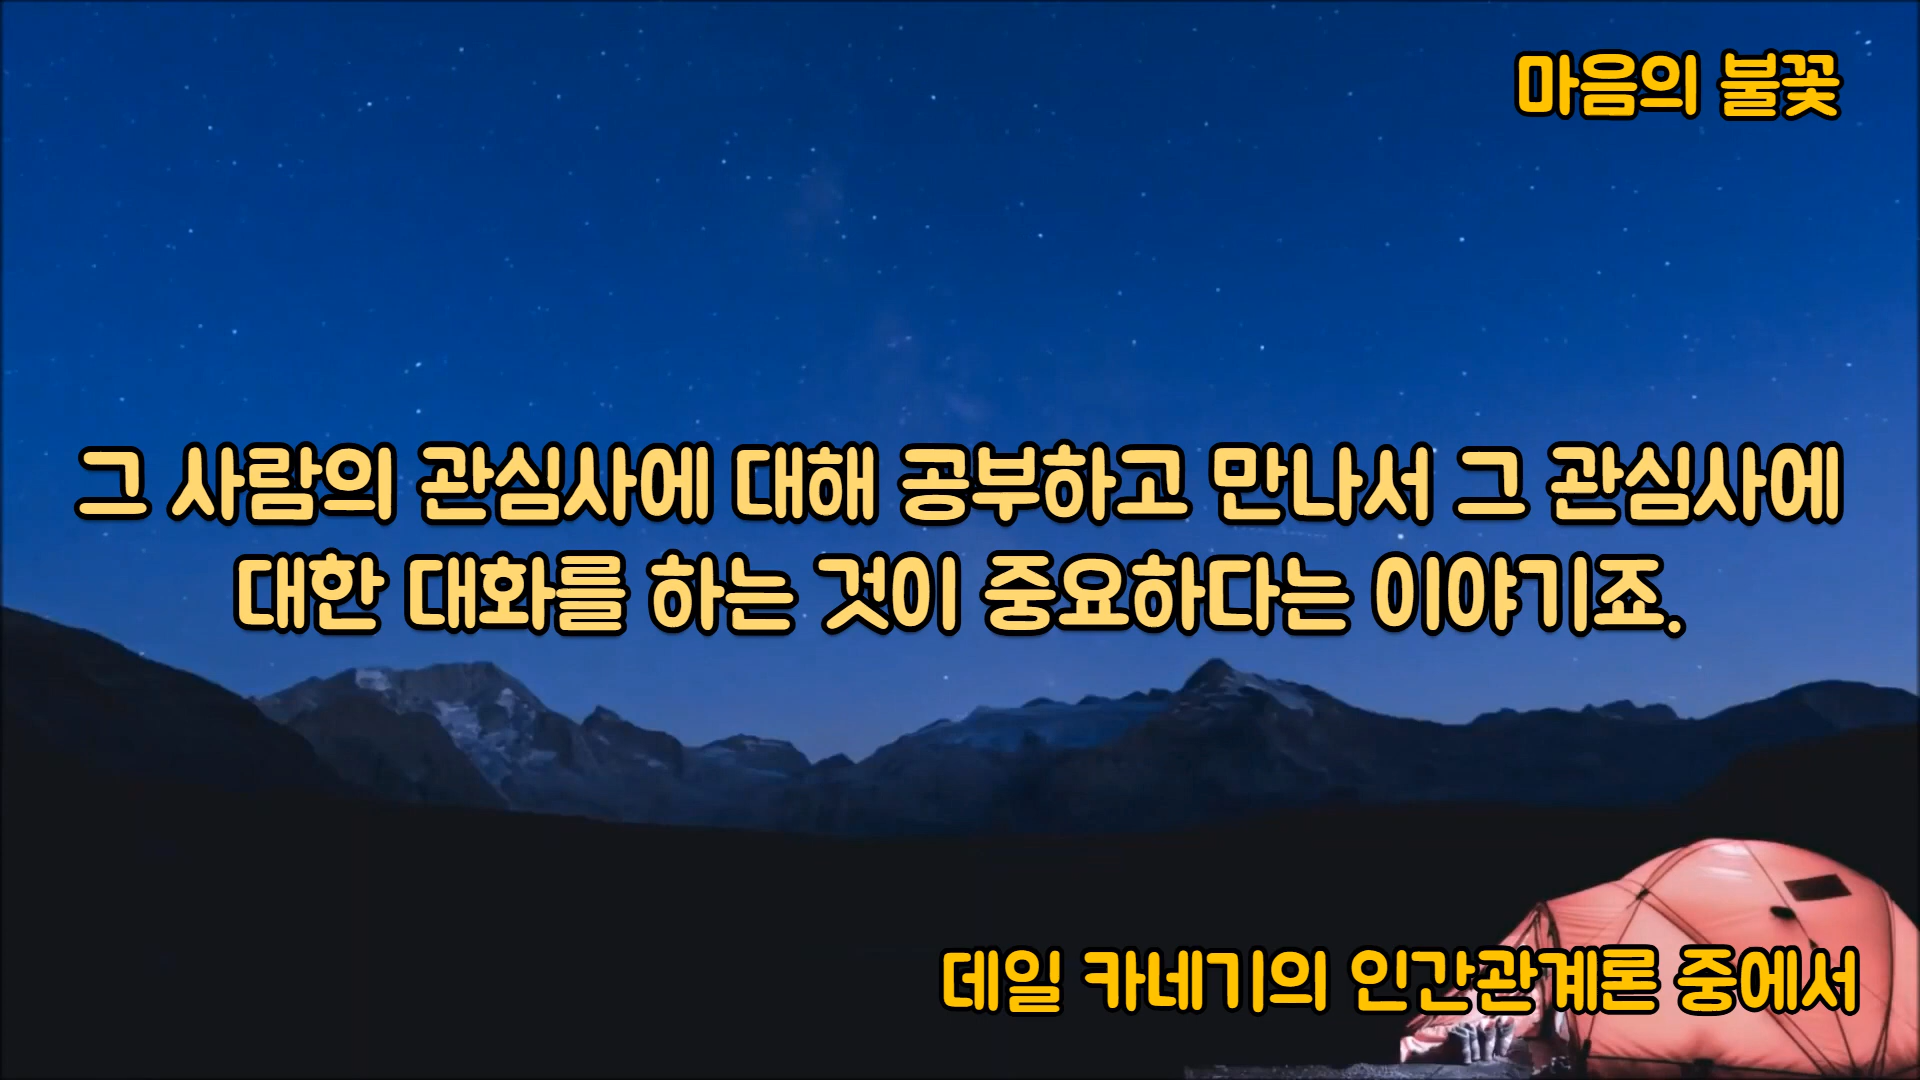 마음의 불꽃
그 사람의 관심사에 대해 공부하고 만나서 그 관심사에
대한 대화를 하는 것이 중요하다는 이야기죠.
데일 카네기의 인간관계론 중에서